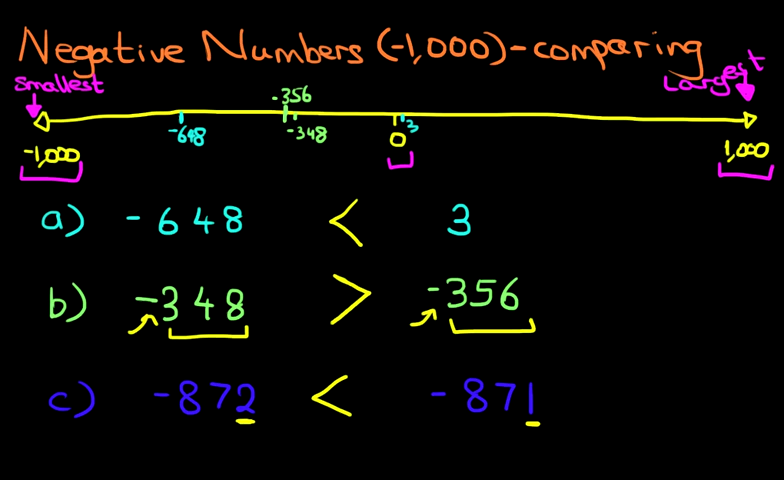 Negative Numbers (-1,000)-comparing
Smallest
Largest
-356
-648
-348
0
3
-1,000
1,000
a) -648 < 3
b) -348 > -356
c) -872 < -871